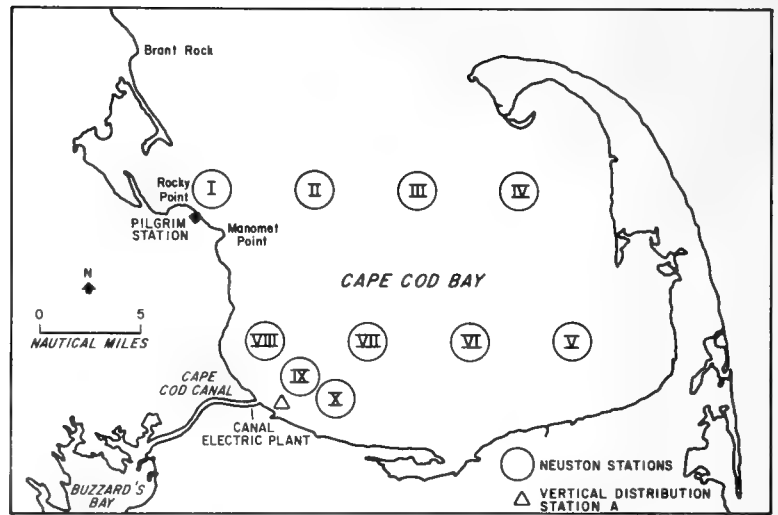 Brant Rock
Rocky
Point
I
II
III
IV
PILGRIM
STATION
Manomet
Point
N
CAPE COD BAY
0 5
NAUTICAL MILES
VIII
VII
VI
V
IX
X
CAPE
COD CANAL
CANAL
ELECTRIC PLANT
BUZZARD'S
BAY
NEUSTON STATIONS
VERTICAL DISTRIBUTION
STATION A